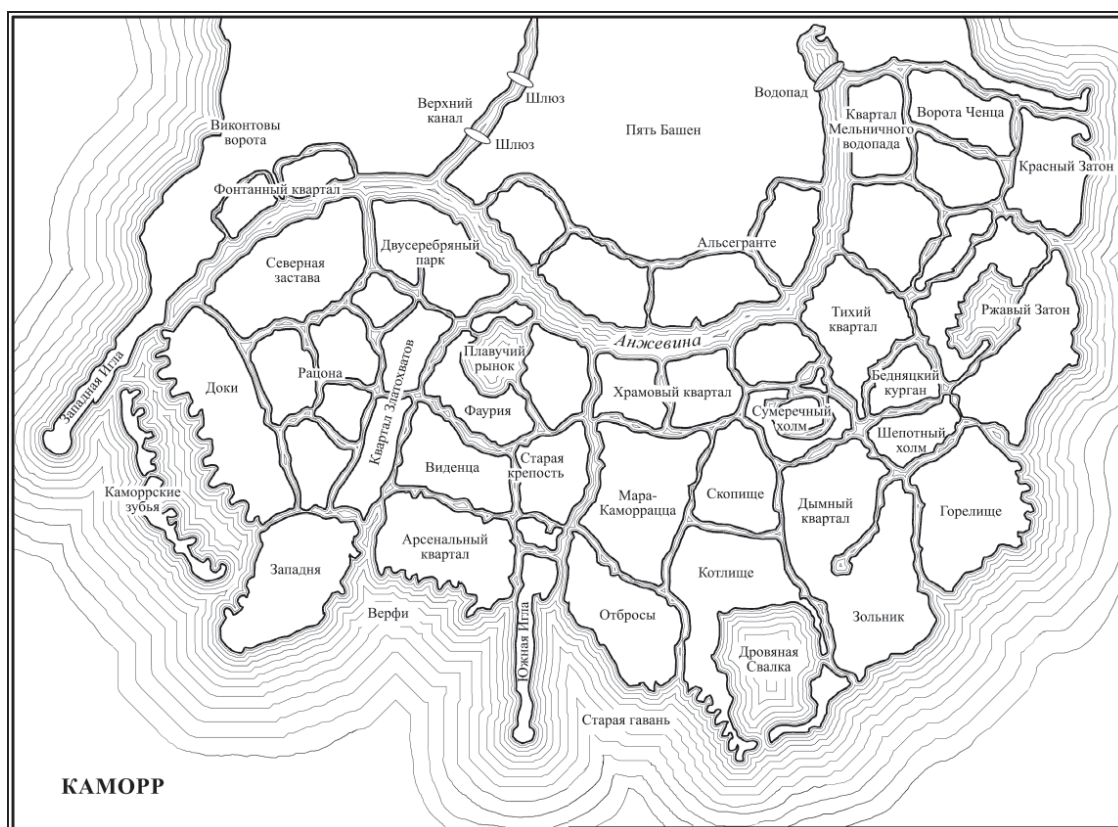 Шлюз
Водопад
Верхний
канал
Квартал
Мельничного
водопада
Ворота Ченца
Виконтовы
ворота
Пять Башен
Шлюз
Красный Затон
Фонтанный квартал
Двусеребряный
парк
Альсегранте
Северная
застава
Тихий
квартал
Ржавый Затон
Анжевина
Плавучий
рынок
Западная Игла
Доки
Рацона
Квартал Златохватов
Бедняцкий
курган
Храмовый квартал
Фаурия
Сумеречный
холм
Шепотный
холм
Старая
крепость
Виденца
Каморрские
зубья
Мара-
Каморрацца
Скопище
Дымный
квартал
Горелище
Арсенальный
квартал
Западня
Котлище
Верфи
Отбросы
Зольник
Южная Игла
Дровяная
Свалка
Старая гавань
КАМОРР